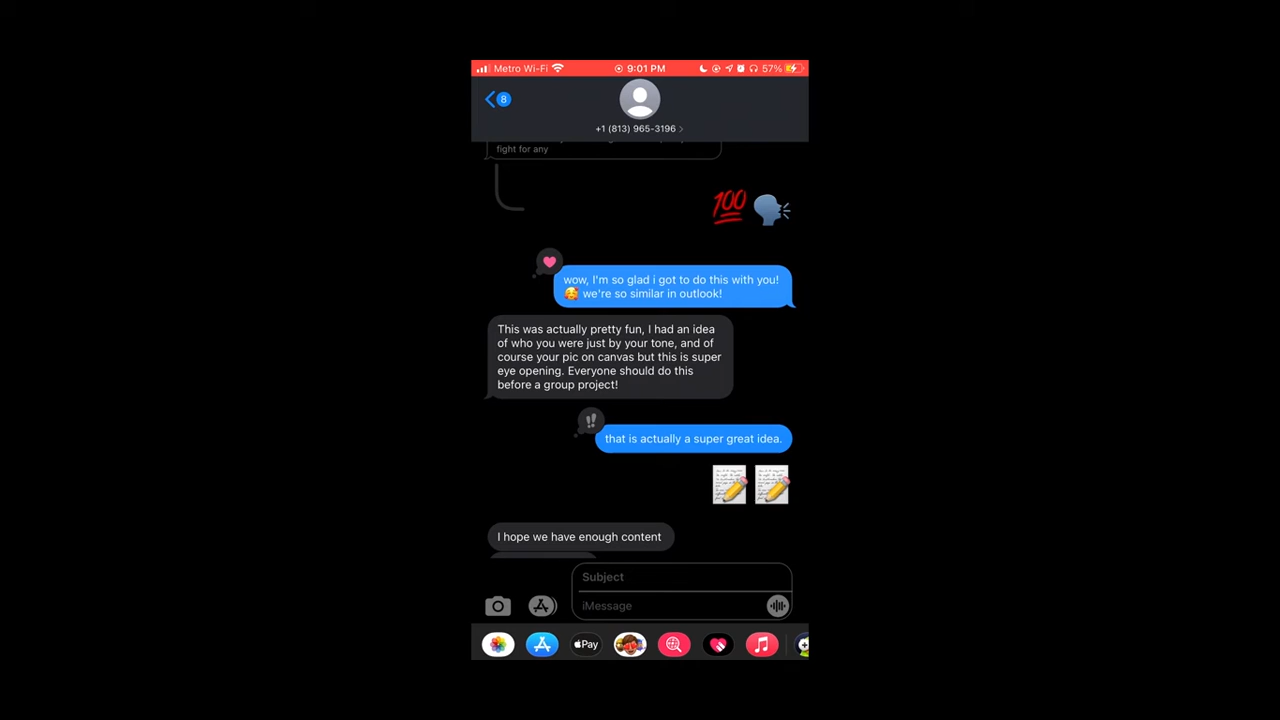 Metro Wi-Fi 9:01 PM 57%
8
+1 (813) 965-3196
fight for any
💯 🗣
wow, I'm so glad i got to do this with you!
🥰 we're so similar in outlook!
This was actually pretty fun, I had an idea
of who you were just by your tone, and of
course your pic on canvas but this is super
eye opening. Everyone should do this
before a group project!
that is actually a super great idea.
📝 📝
I hope we have enough content
Subject
iMessage
Pay